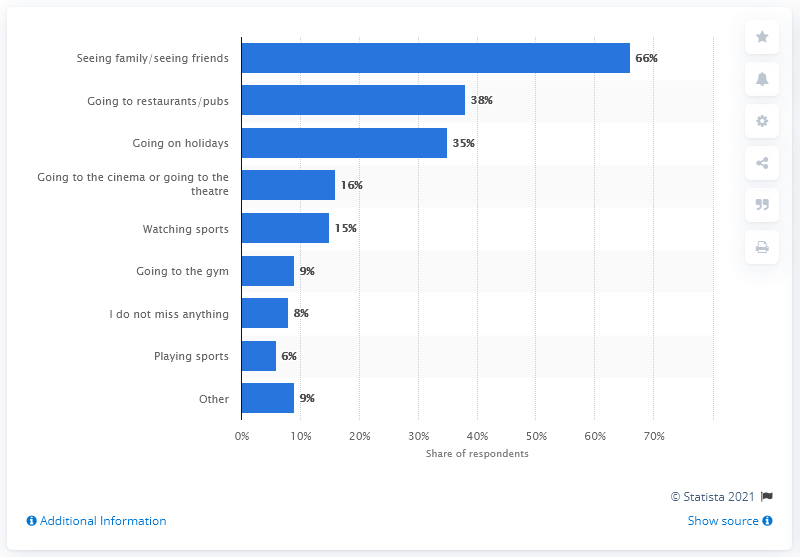 Seeing family/seeing friends 66%
Going to restaurants/pubs 38%
Going on holidays 35%
Going to the cinema or going to the
theatre 16%
Watching sports 15%
Going to the gym 9%
I do not miss anything 8%
Playing sports 6%
Other 9%
0% 10% 20% 30% 40% 50% 60% 70%
Share of respondents
© Statista 2021
Additional Information Show source